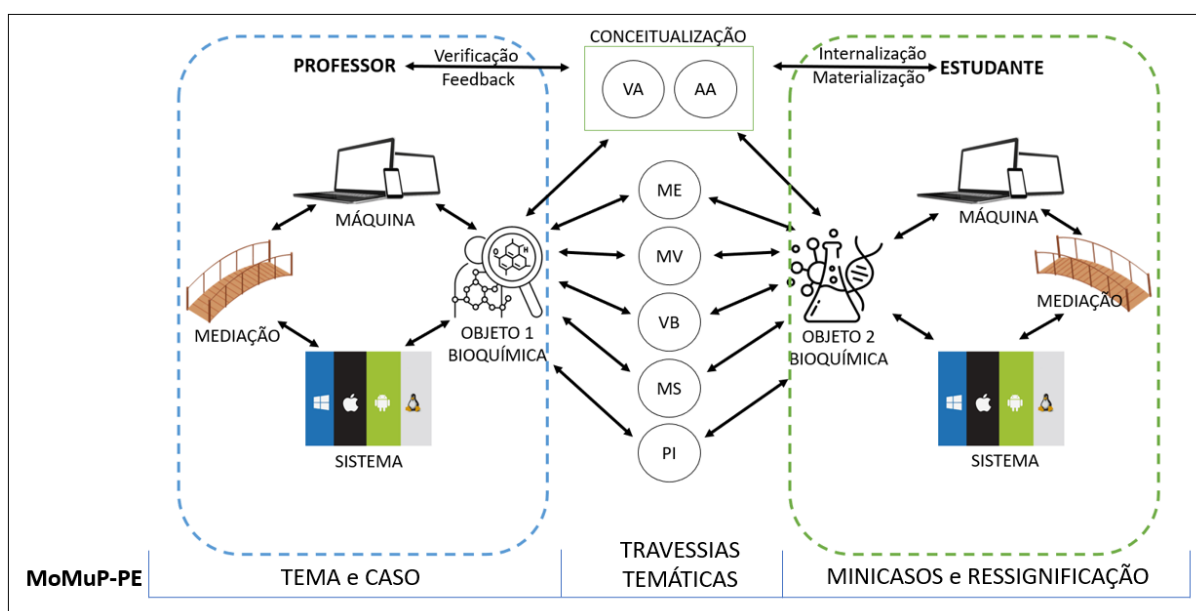 CONCEITUALIZAÇÃO
PROFESSOR
Verificação
Feedback
VA
AA
Internalização
Materialização
ESTUDANTE
MÁQUINA
MEDIAÇÃO
SISTEMA
OBJETO 1
BIOQUÍMICA
O
H
ME
MV
VB
MS
PI
OBJETO 2
BIOQUÍMICA
MÁQUINA
MEDIAÇÃO
SISTEMA
MoMuP-PE
TEMA e CASO
TRAVESSIAS
TEMÁTICAS
MINICASOS e RESSIGNIFICAÇÃO